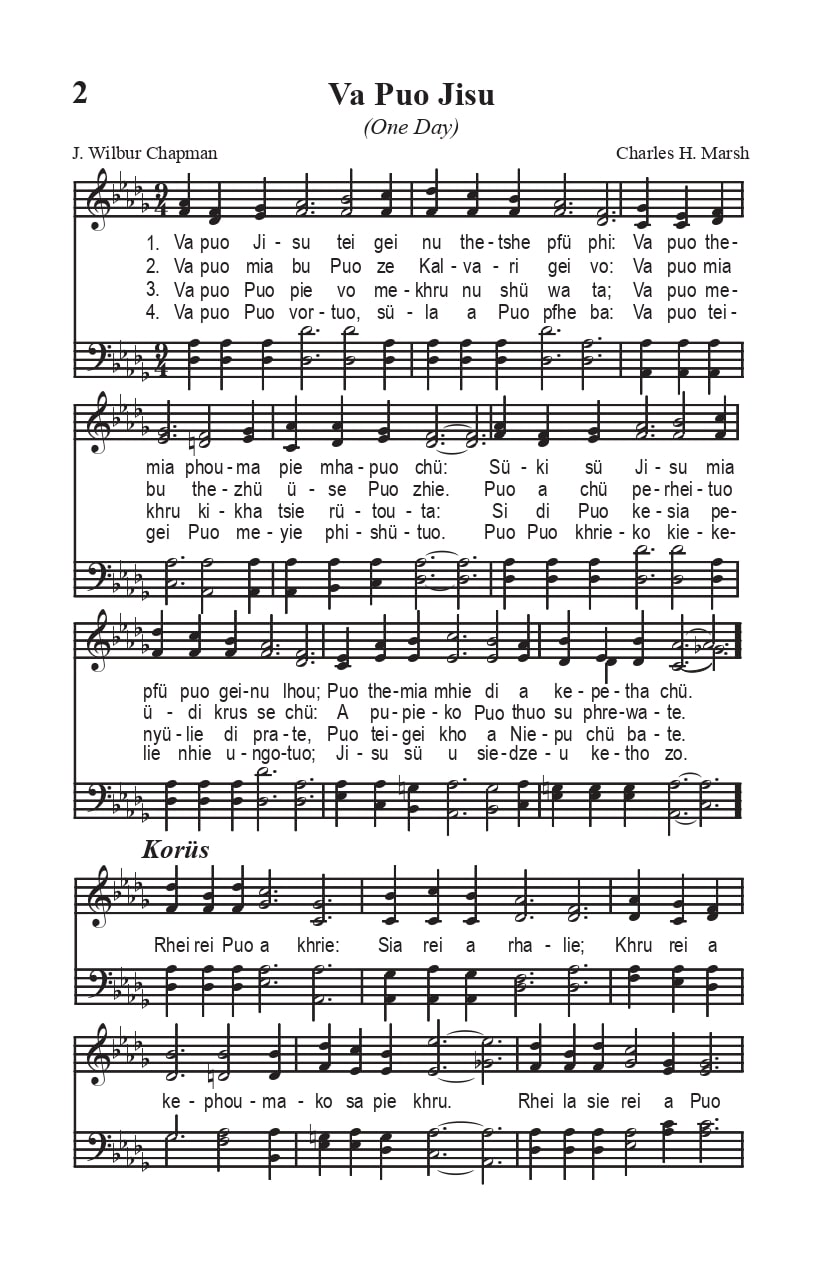 2
Va Puo Jisu
(One Day)
J. Wilbur Chapman Charles H. Marsh
1. Va puo Ji - su tei gei nu the - tshe pfü phi: Va puo the-
2. Va puo mia bu Puo ze Kal - va - ri gei vo: Va puo mia
3. Va puo Puo pie vo me - khru nu shü wa ta; Va puo me-
4. Va puo Puo vor - tuo, sü - la a Puo pfhe ba: Va puo tei-
mia phou - ma pie mha - puo chü: Sü - ki sü Ji - su mia
bu the - zhü ü - se Puo zhie. Puo a chü pe - rhei - tuo
khru ki - kha tsie rü - tou - ta: Si di Puo ke - sia pe-
gei Puo me - yie phi - shü - tuo. Puo Puo khrie - ko kie - ke-
pfü puo gei - nu lhou; Puo the - mia mhie di a ke - pe - tha chü.
ü - di krus se chü: A pu - pie - ko Puo thuo su phre - wa - te.
nyü - lie di pra - te, Puo tei - gei kho a Nie - pu chü ba - te.
lie nhie u - ngo - tuo; Ji - su sü u sie - dze - u ke - tho zo.
Korüs
Rhei rei Puo a khrie: Sia rei a rha - lie; Khru rei a
ke - phou - ma - ko sa pie khru. Rhei la sie rei a Puo
9
4
9
4